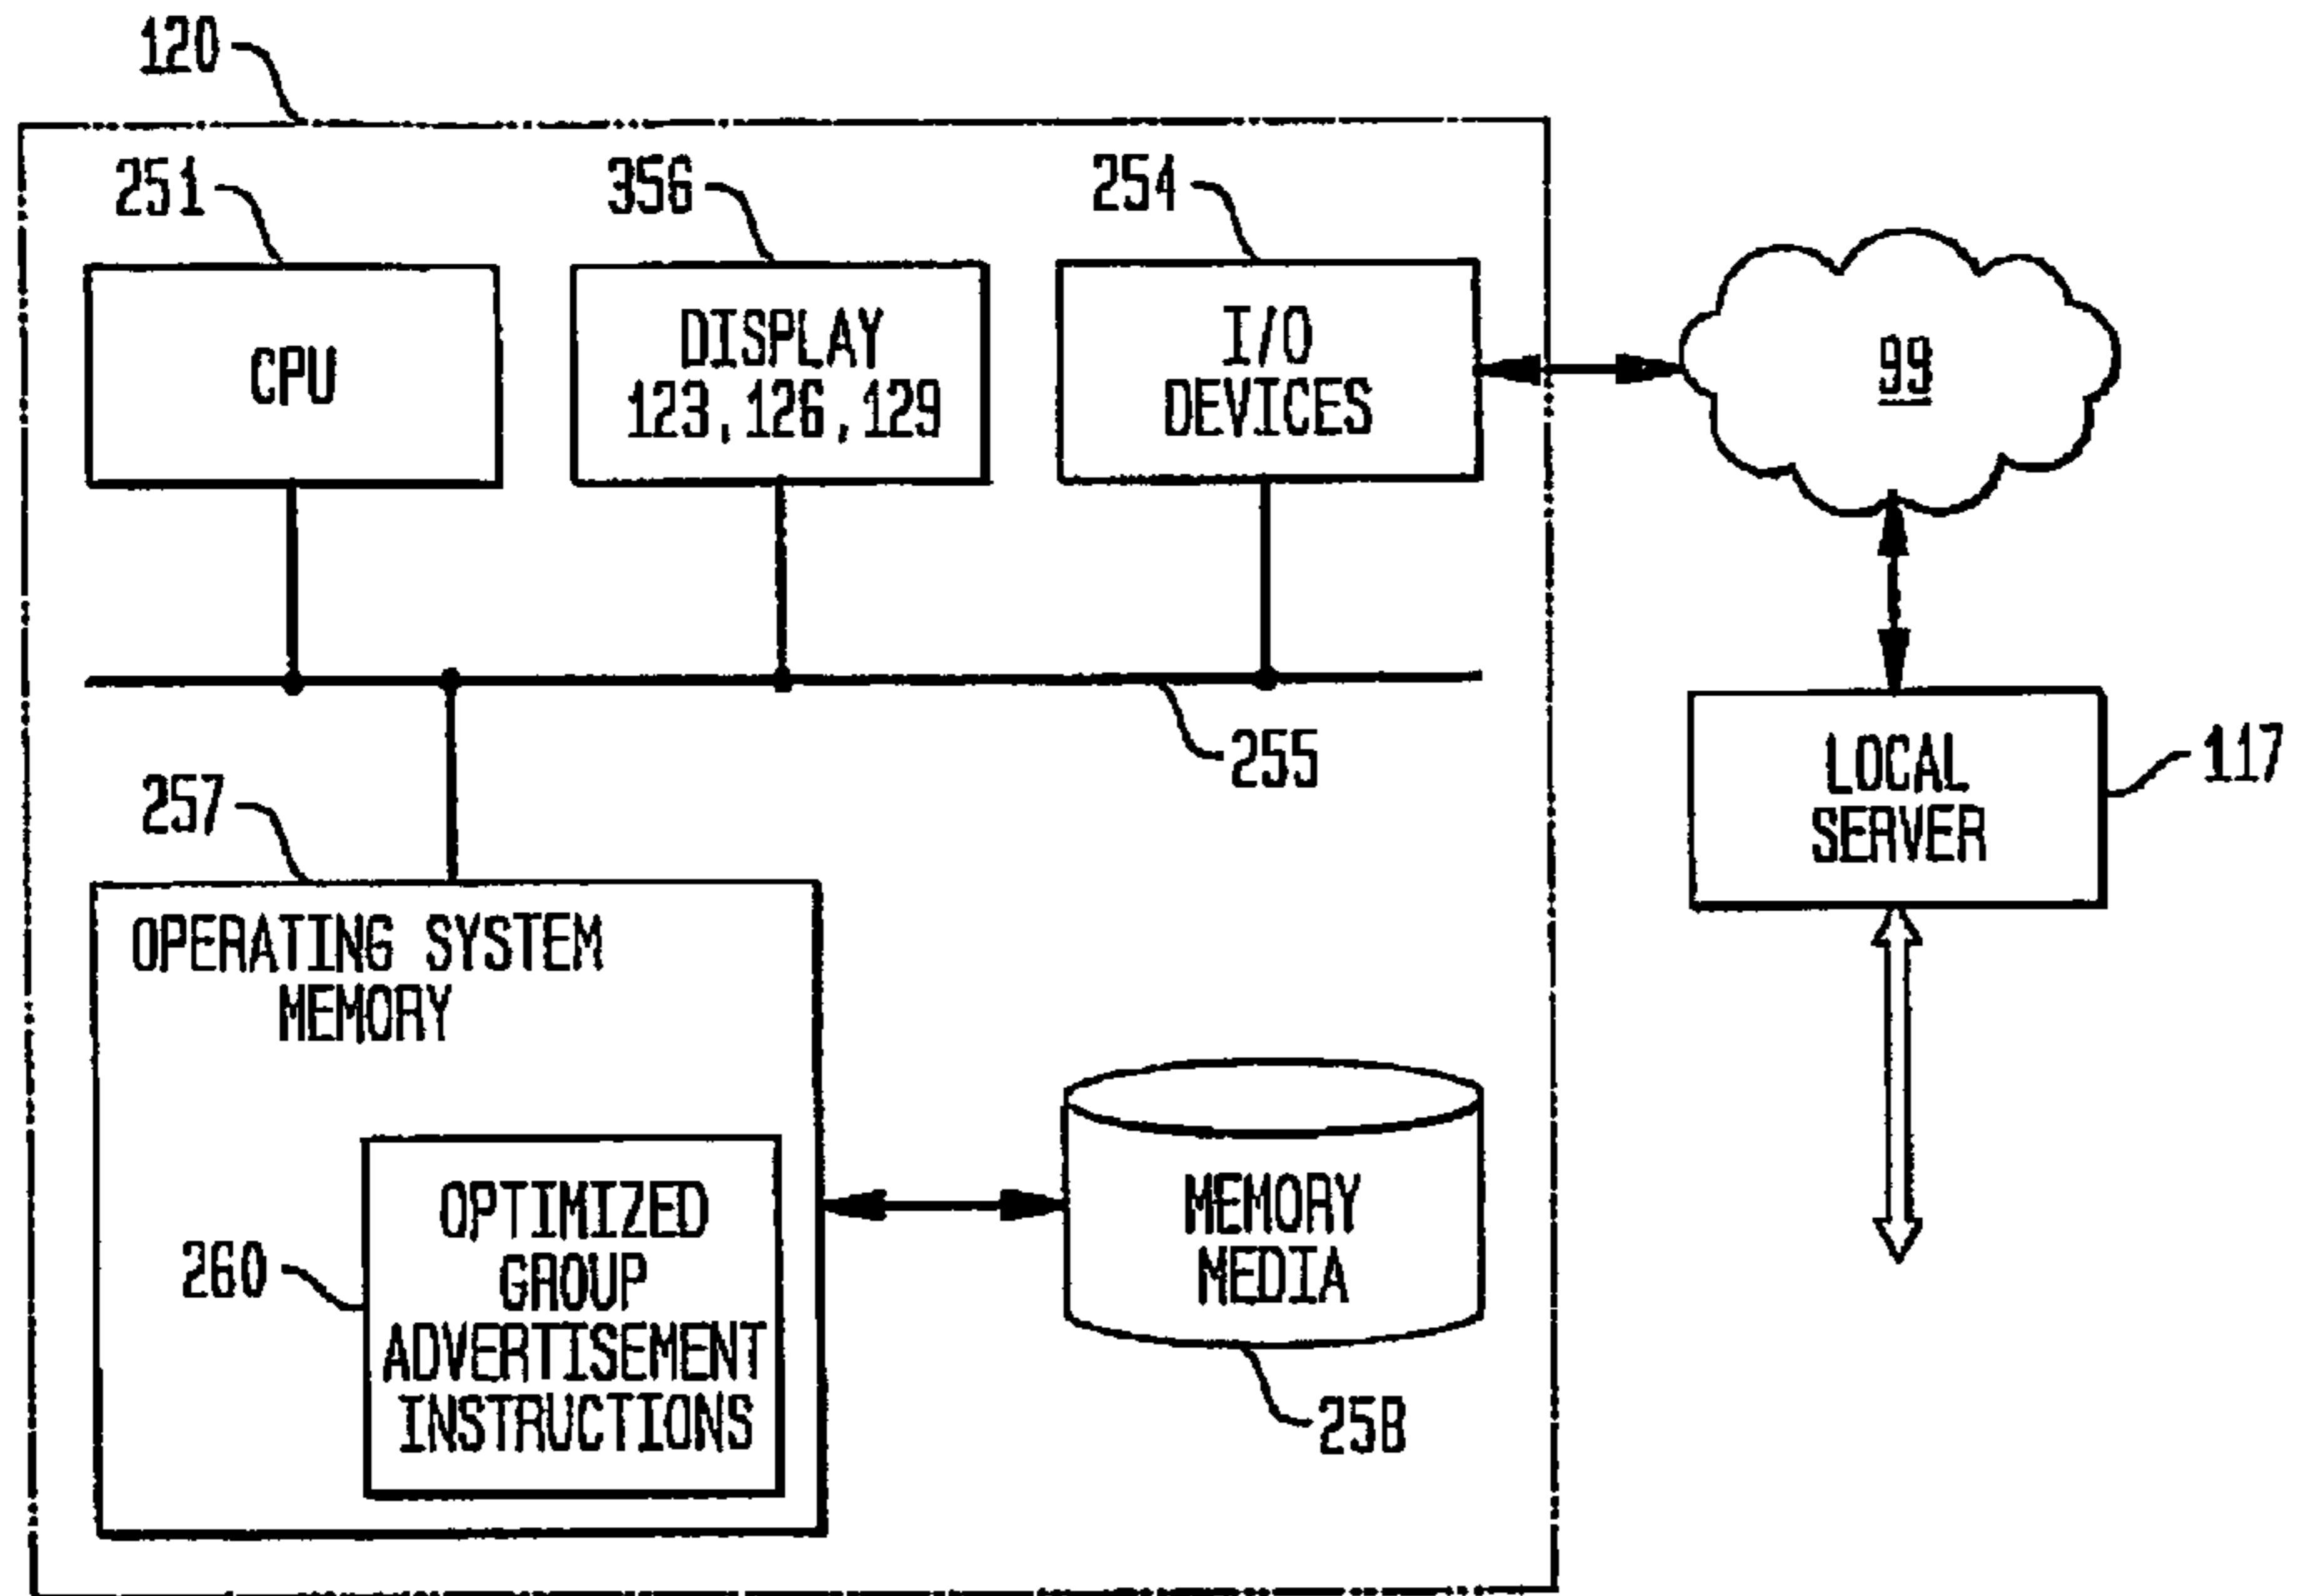 120
251
356
254
CPU
DISPLAY
123, 126, 129
I/O
DEVICES
99
255
LOCAL
SERVER
117
257
OPERATING SYSTEM
MEMORY
260
OPTIMIZED
GROUP
ADVERTISEMENT
INSTRUCTIONS
MEMORY
MEDIA
258